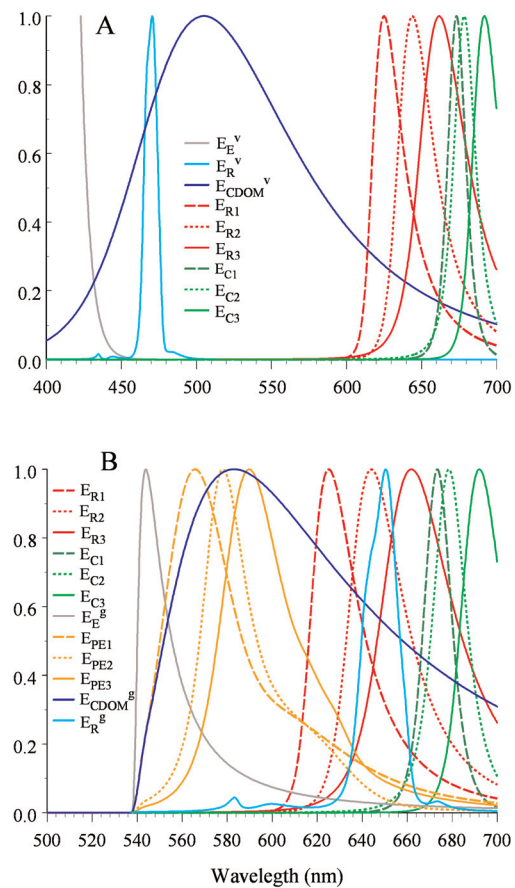 A
1.0
0.8
0.6
0.4
0.2
0.0
E_E^v
E_R^v
E_CDOM^v
E_R1
E_R2
E_R3
E_C1
E_C2
E_C3
400 450 500 550 600 650 700
B
1.0
0.8
0.6
0.4
0.2
0.0
E_R1
E_R2
E_R3
E_C1
E_C2
E_C3
E_E^g
E_PE1
E_PE2
E_PE3
E_CDOM^g
E_R^g
500 520 540 560 580 600 620 640 660 680 700
Wavelegth (nm)